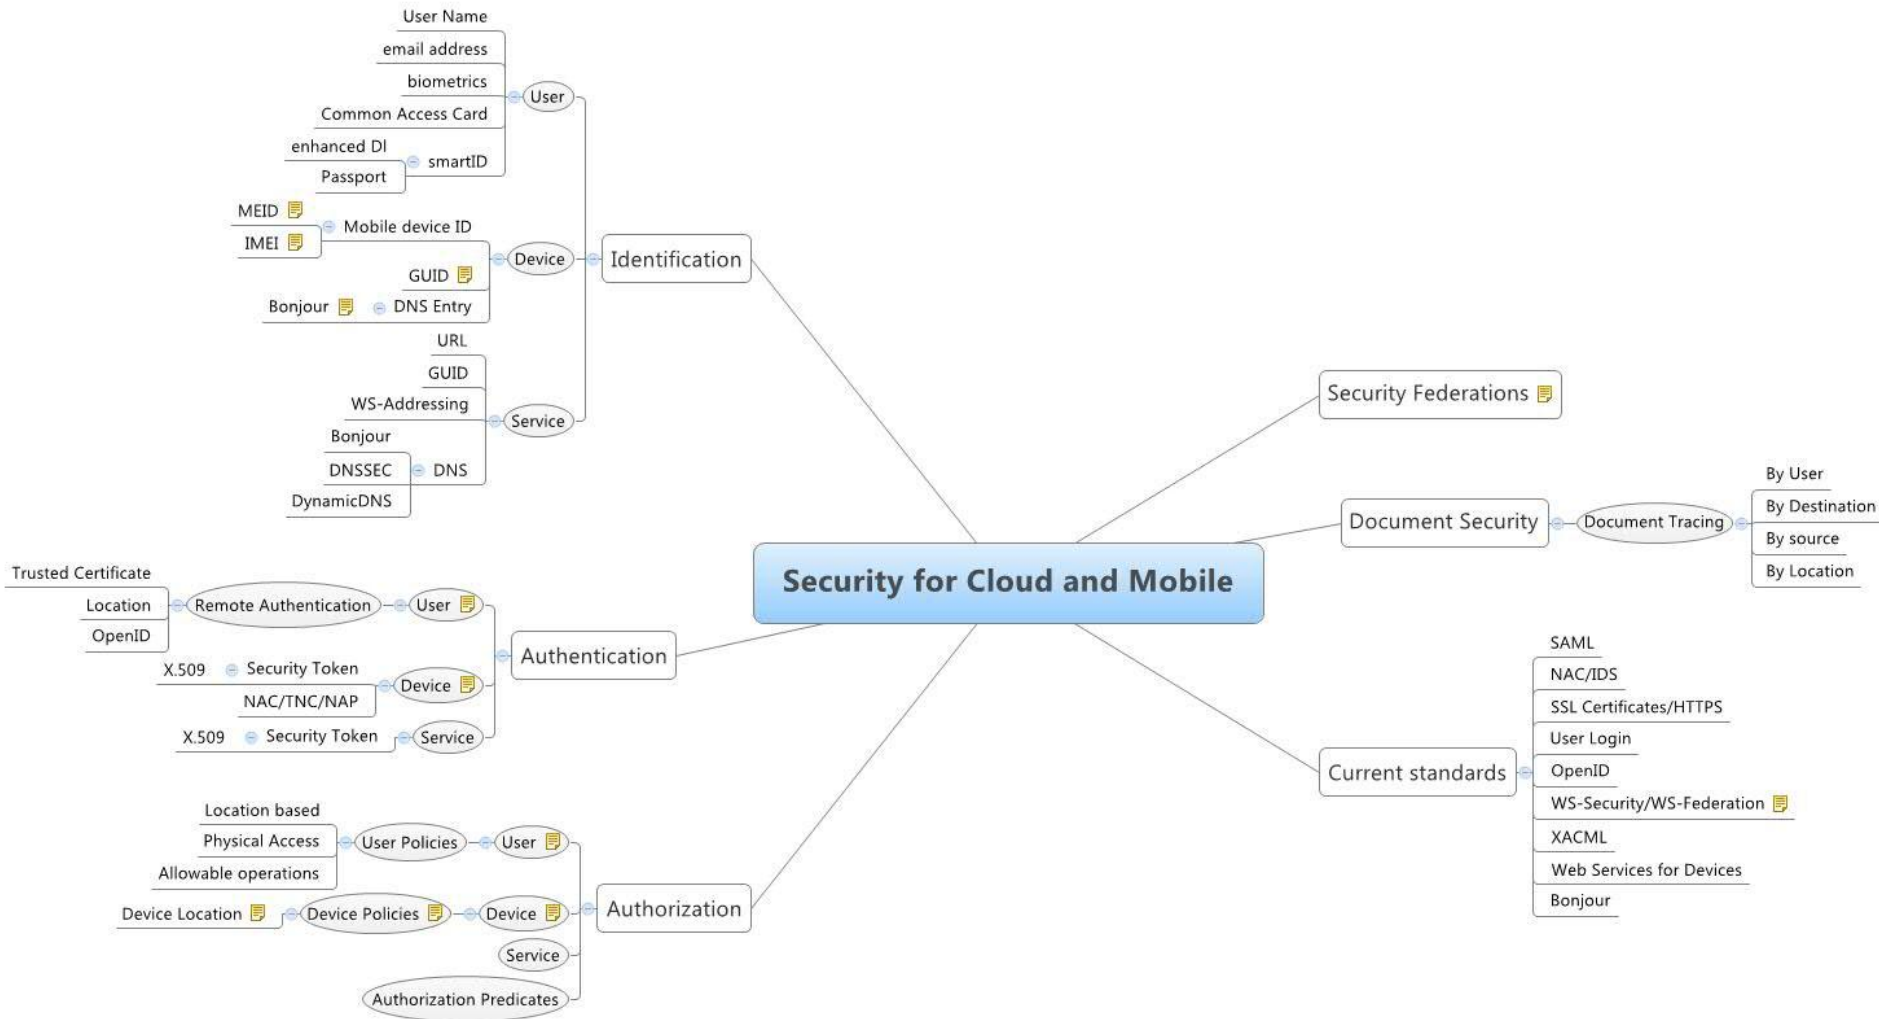 User Name
email address
biometrics
Common Access Card
enhanced Dl
Passport
smartID
User
MEID
IMEI
Mobile device ID
GUID
Bonjour
DNS Entry
Device
URL
GUID
WS-Addressing
Bonjour
DNSSEC
DynamicDNS
DNS
Service
Identification
Trusted Certificate
Location
OpenID
Remote Authentication
User
X.509
Security Token
NAC/TNC/NAP
Device
X.509
Security Token
Service
Authentication
Location based
Physical Access
Allowable operations
User Policies
User
Device Location
Device Policies
Device
Service
Authorization Predicates
Authorization
Security for Cloud and Mobile
Security Federations
Document Security
Document Tracing
By User
By Destination
By source
By Location
Current standards
SAML
NAC/IDS
SSL Certificates/HTTPS
User Login
OpenID
WS-Security/WS-Federation
XACML
Web Services for Devices
Bonjour